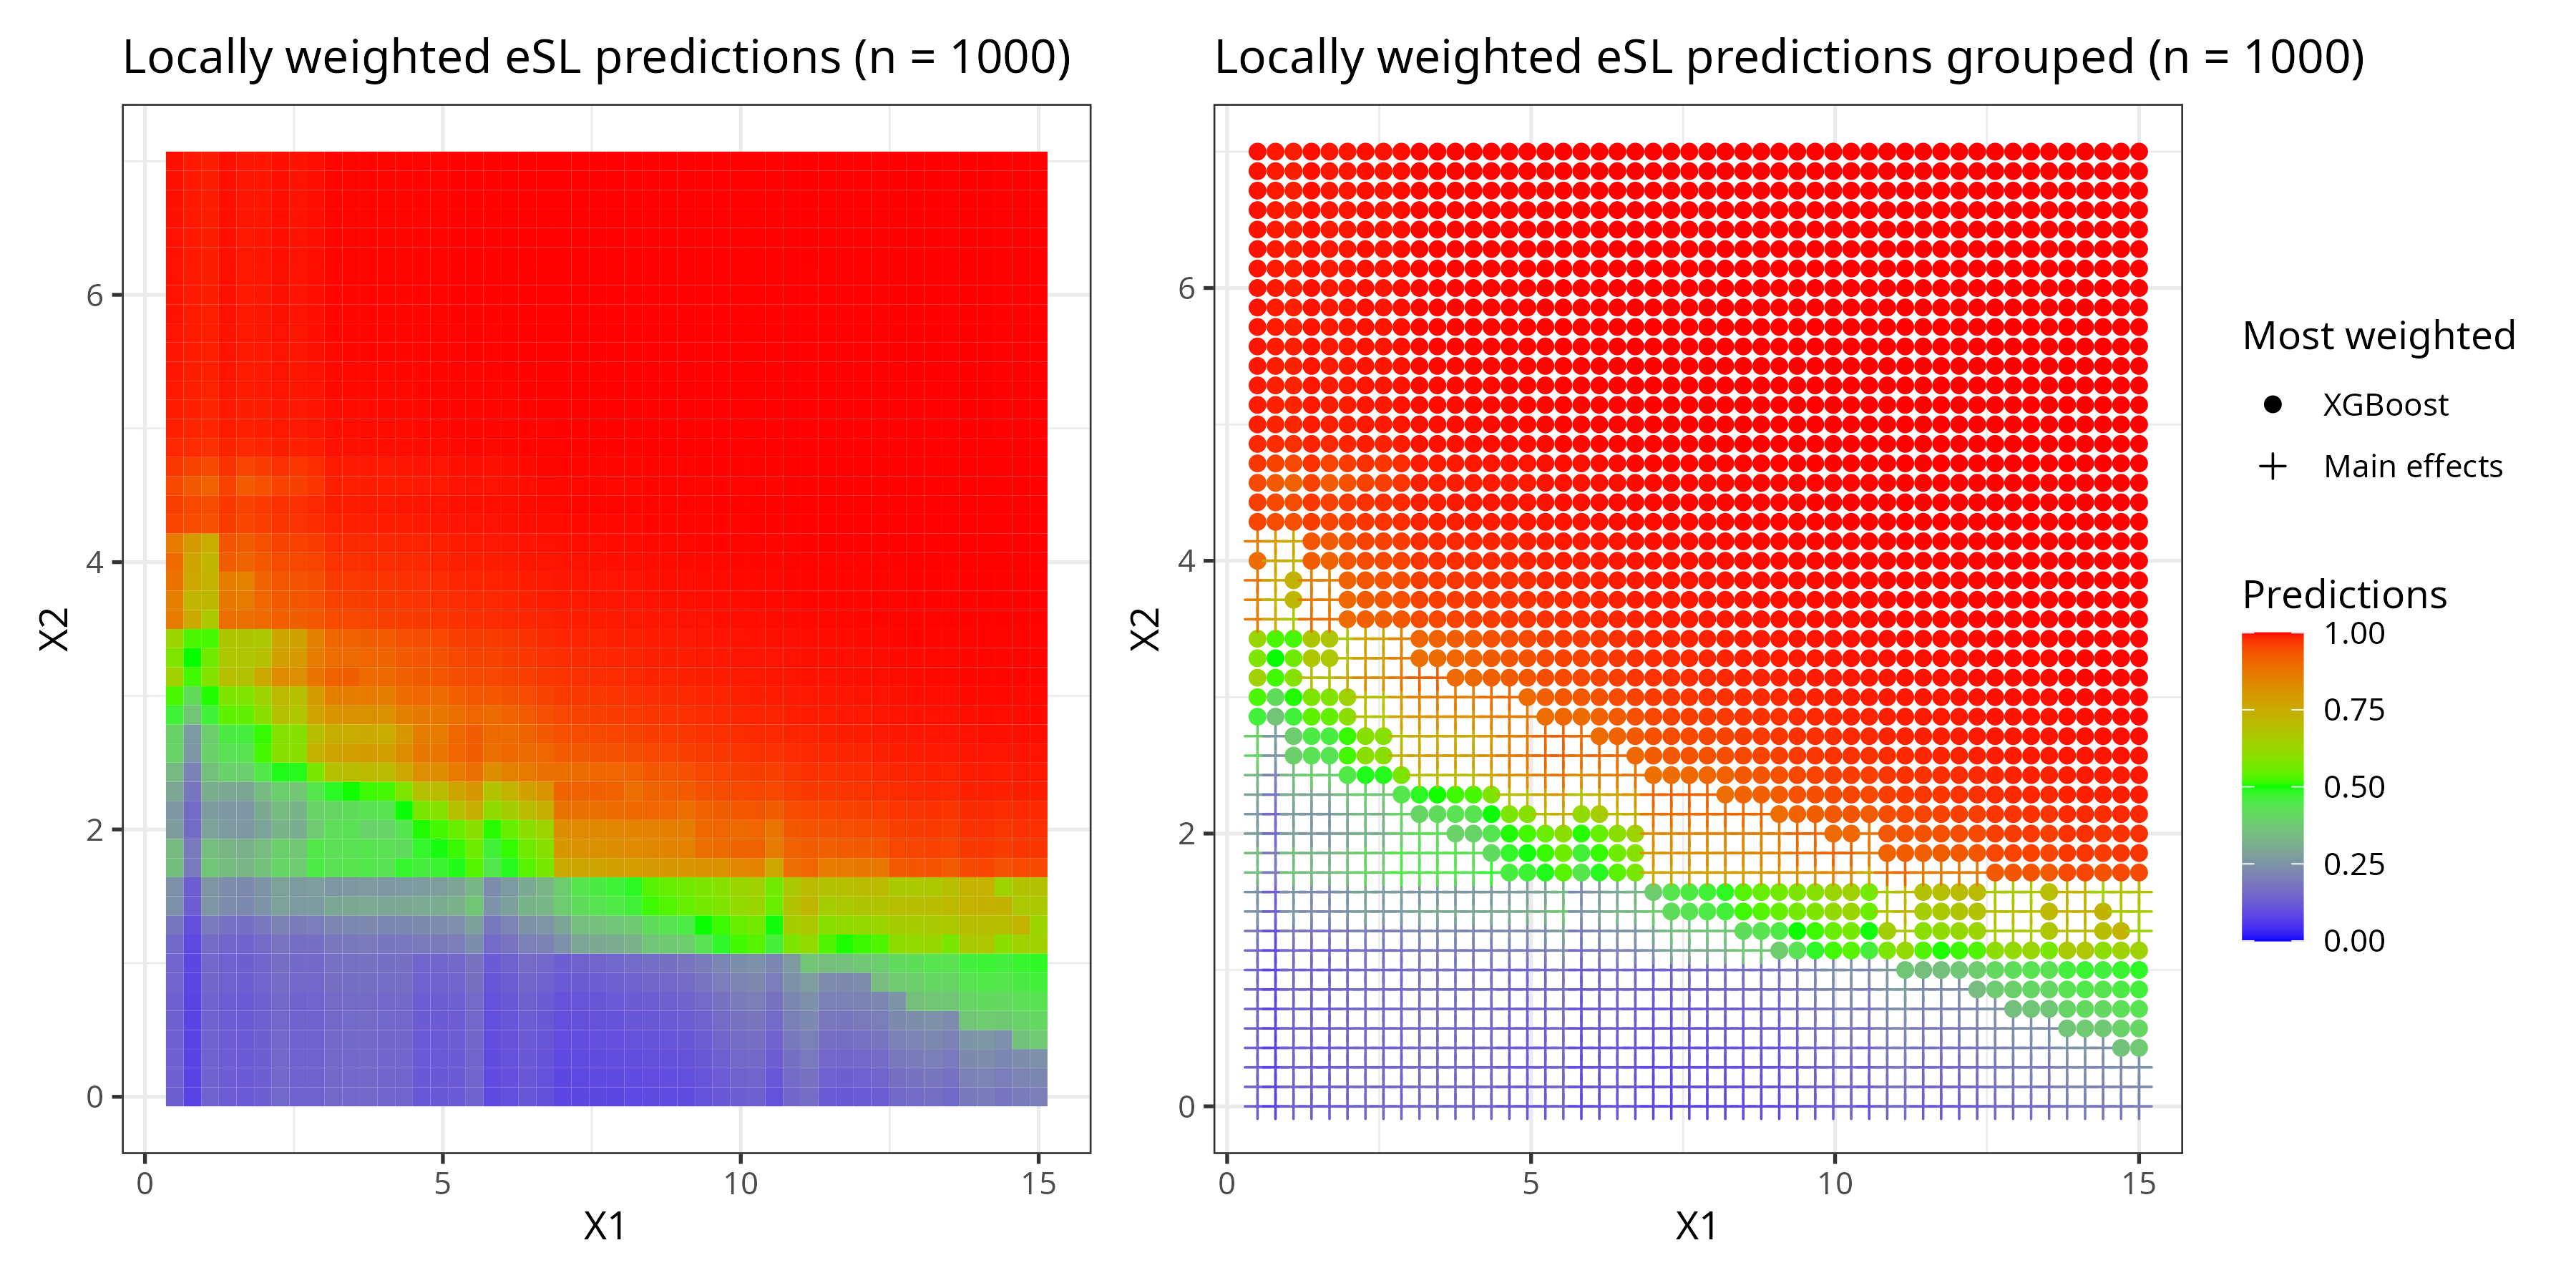 Locally weighted eSL predictions (n = 1000)
X2
6
4
2
0
0 5 10 15
X1
Locally weighted eSL predictions grouped (n = 1000)
X2
6
4
2
0
0 5 10 15
X1
Most weighted
XGBoost
Main effects
Predictions
1.00
0.75
0.50
0.25
0.00